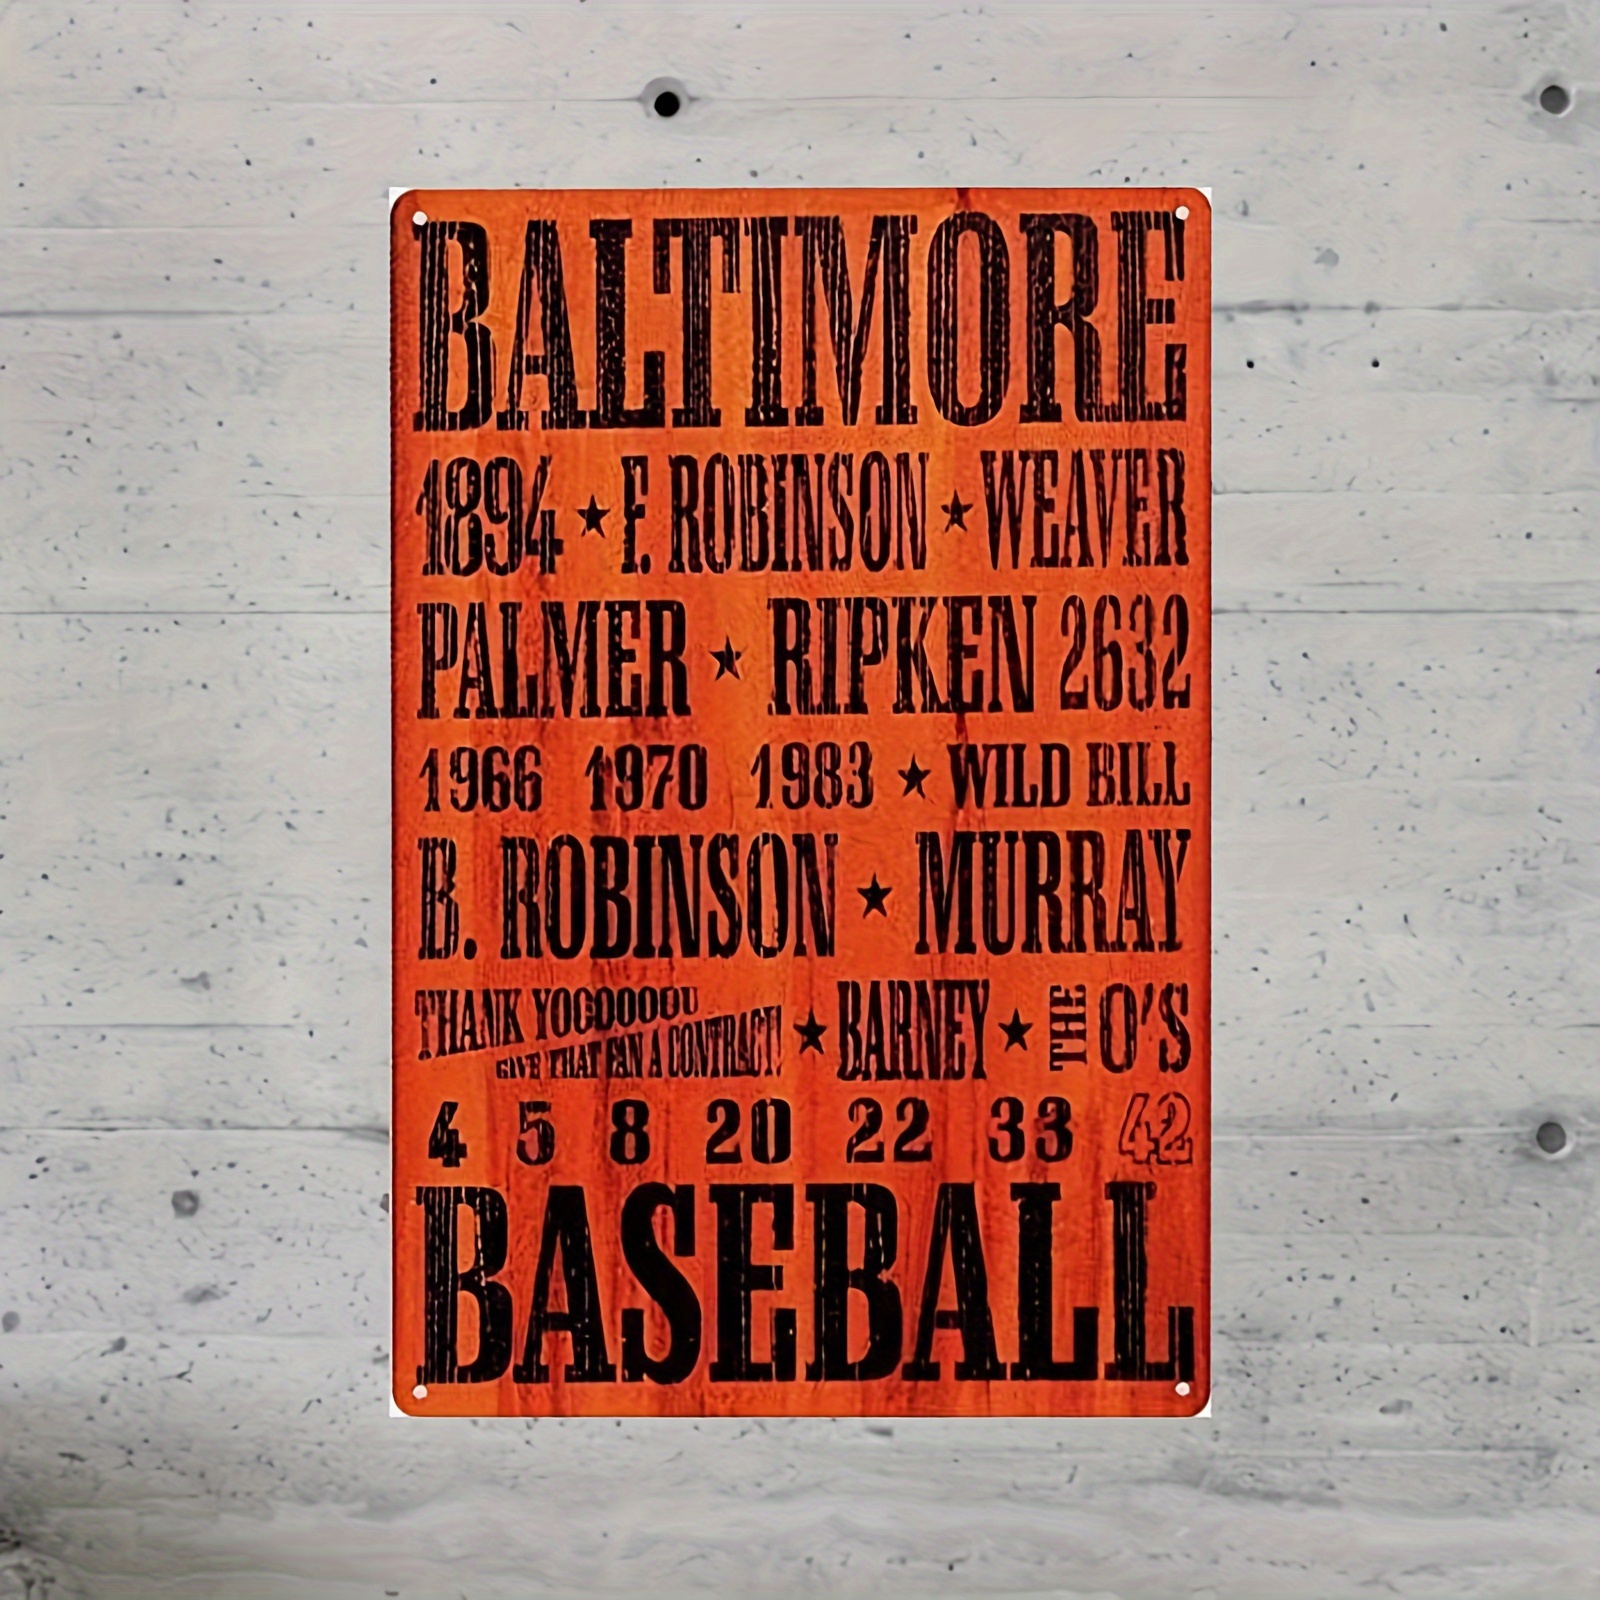 BALTIMORE
1894 ★ F. ROBINSON ★ WEAVER
PALMER ★ RIPKEN 2632
1966 1970 1983 ★ WILD BILL
B. ROBINSON ★ MURRAY
THANK YOOOOOOU
GIVE THAT FAN A CONTRACT! ★ BARNEY ★ THE O'S
4 5 8 20 22 33 42
BASEBALL